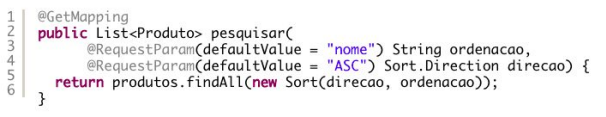 1 @GetMapping
2 public List<Produto> pesquisar(
3 @RequestParam(defaultValue = "nome") String ordenacao,
4 @RequestParam(defaultValue = "ASC") Sort.Direction direcao) {
5 return produtos.findAll(new Sort(direcao, ordenacao));
6 }